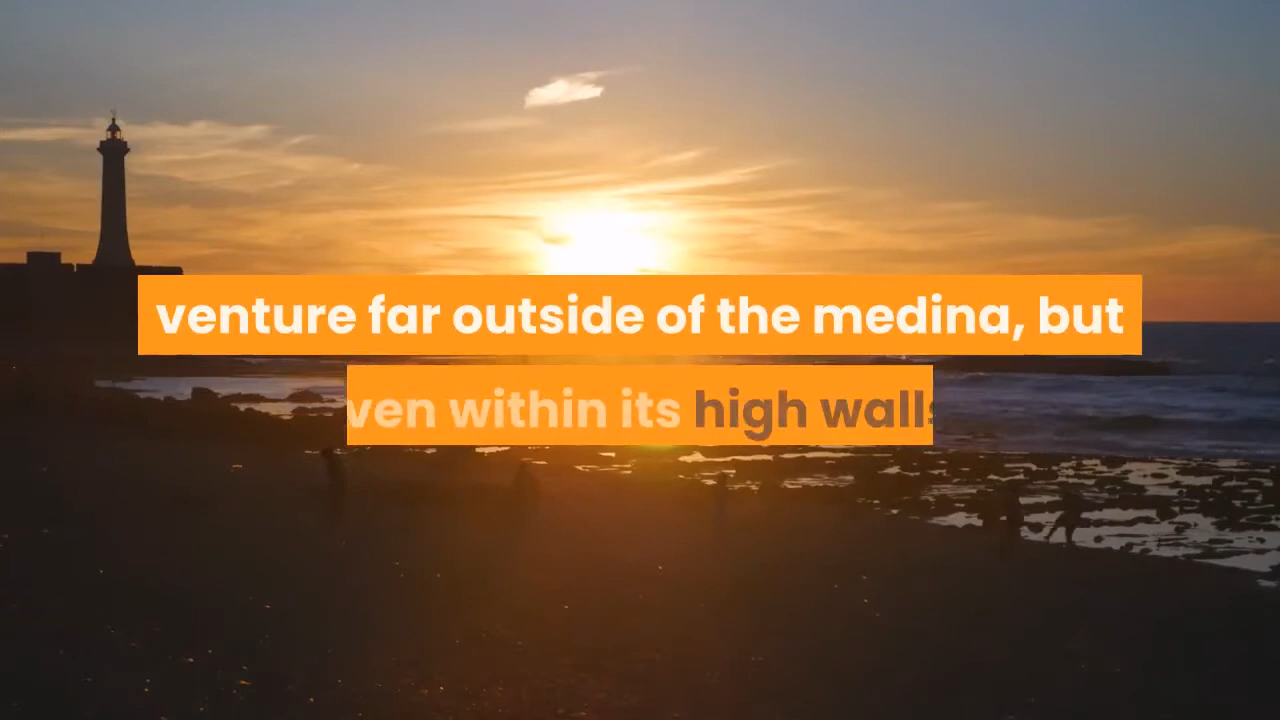 venture far outside of the medina, but
ven within its high walls